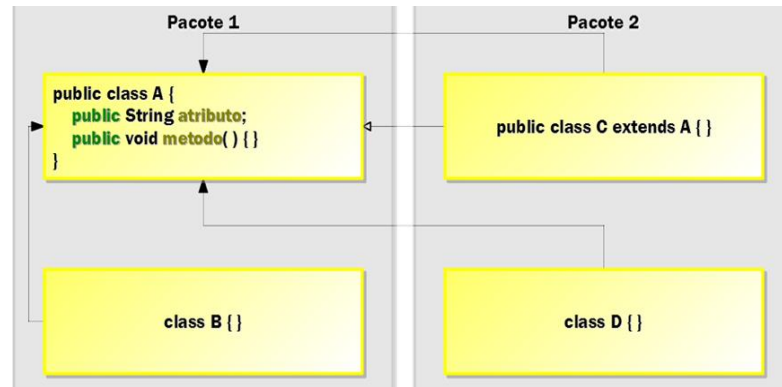 Pacote 1
Pacote 2
public class A {
public String atributo;
public void metodo( ) { }
}
public class C extends A { }
class B { }
class D { }